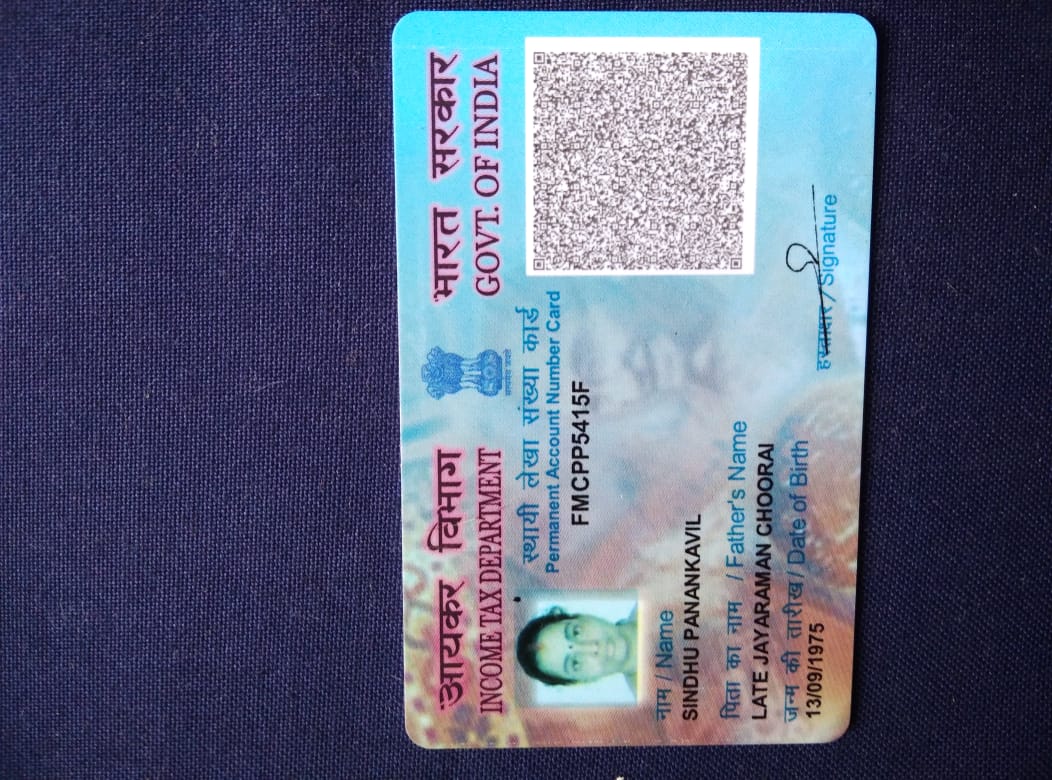 आयकर विभाग
INCOME TAX DEPARTMENT
भारत सरकार
GOVT. OF INDIA
सत्यमेव जयते
स्थायी लेखा संख्या कार्ड
Permanent Account Number Card
FMCPP5415F
नाम / Name
SINDHU PANANKAVIL
पिता का नाम / Father's Name
LATE JAYARAMAN CHOORAI
जन्म की तारीख / Date of Birth
13/09/1975
हस्ताक्षर / Signature